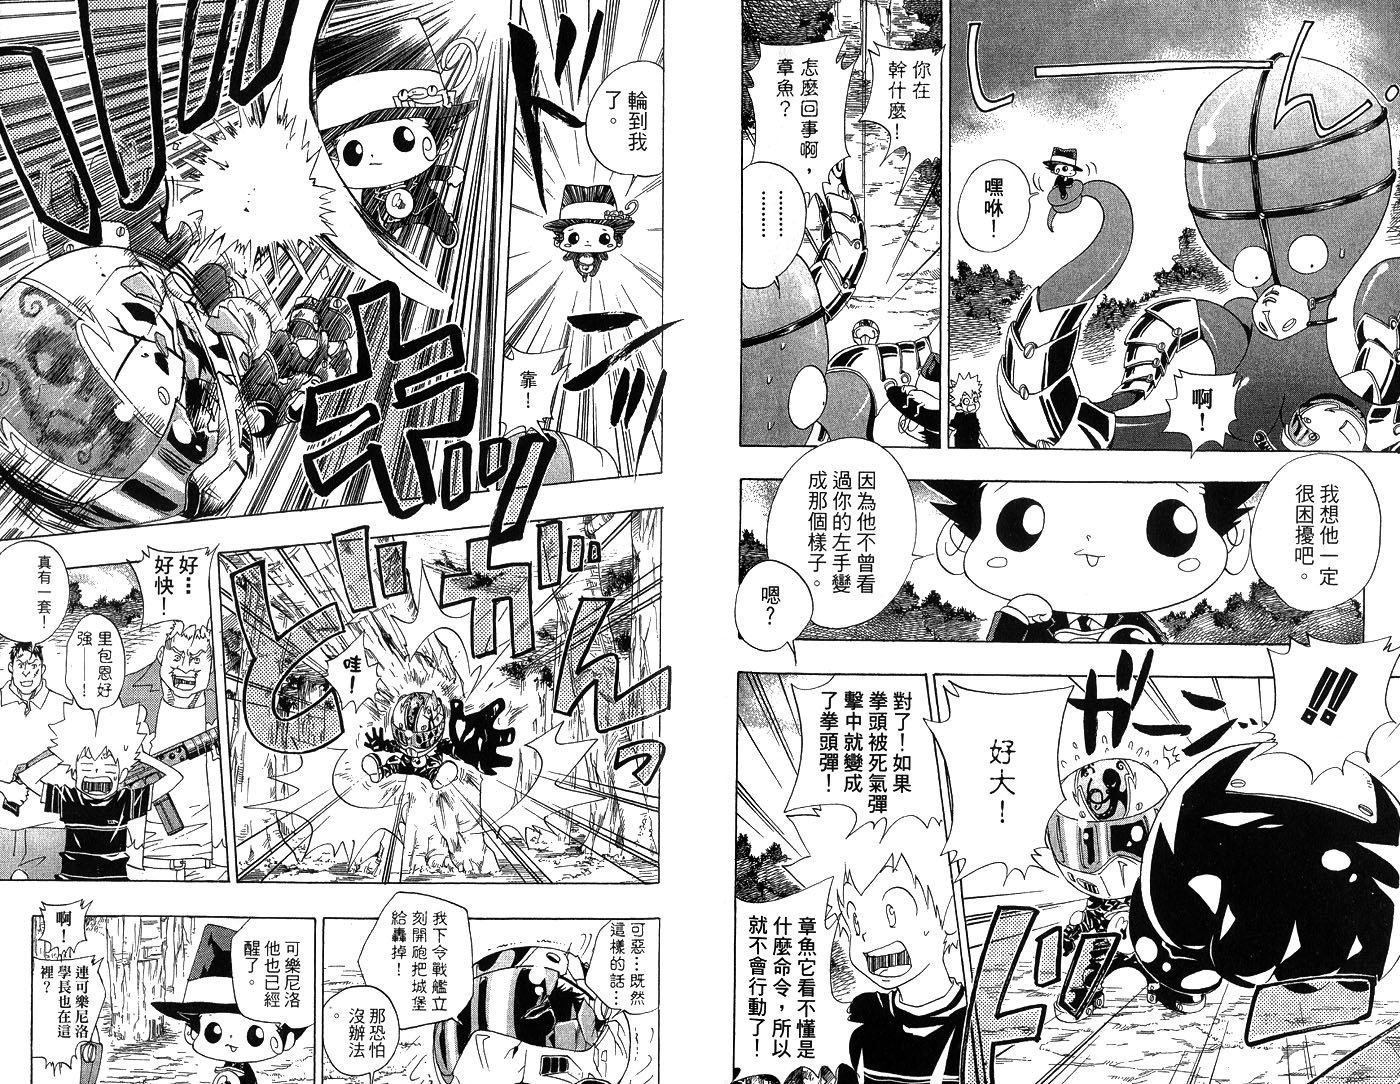 嘿咻！
啊！
你在
幹什麼！
怎麼回事啊，
章魚？
…………
我想他一定
很困擾吧。
因為他不曾看
過你的左手變
成那個樣子。
嗯？
!!!
ガーン
好大！
ドド
對了！如果
拳頭被死氣彈
擊中就變成
了拳頭彈！
章魚它看不懂是
什麼命令，所以
就不會行動了！
輪到我
了。
靠！
哇！
好…
好快！
真有一套！
里包恩好
強——！
可惡…既然
這樣的話…
我下令戰艦立
刻開砲把城堡
給轟掉！
那恐怕
沒辦法
可樂尼洛
他也已經
醒了。
啊！
連可樂尼洛
學長也在這
裡？